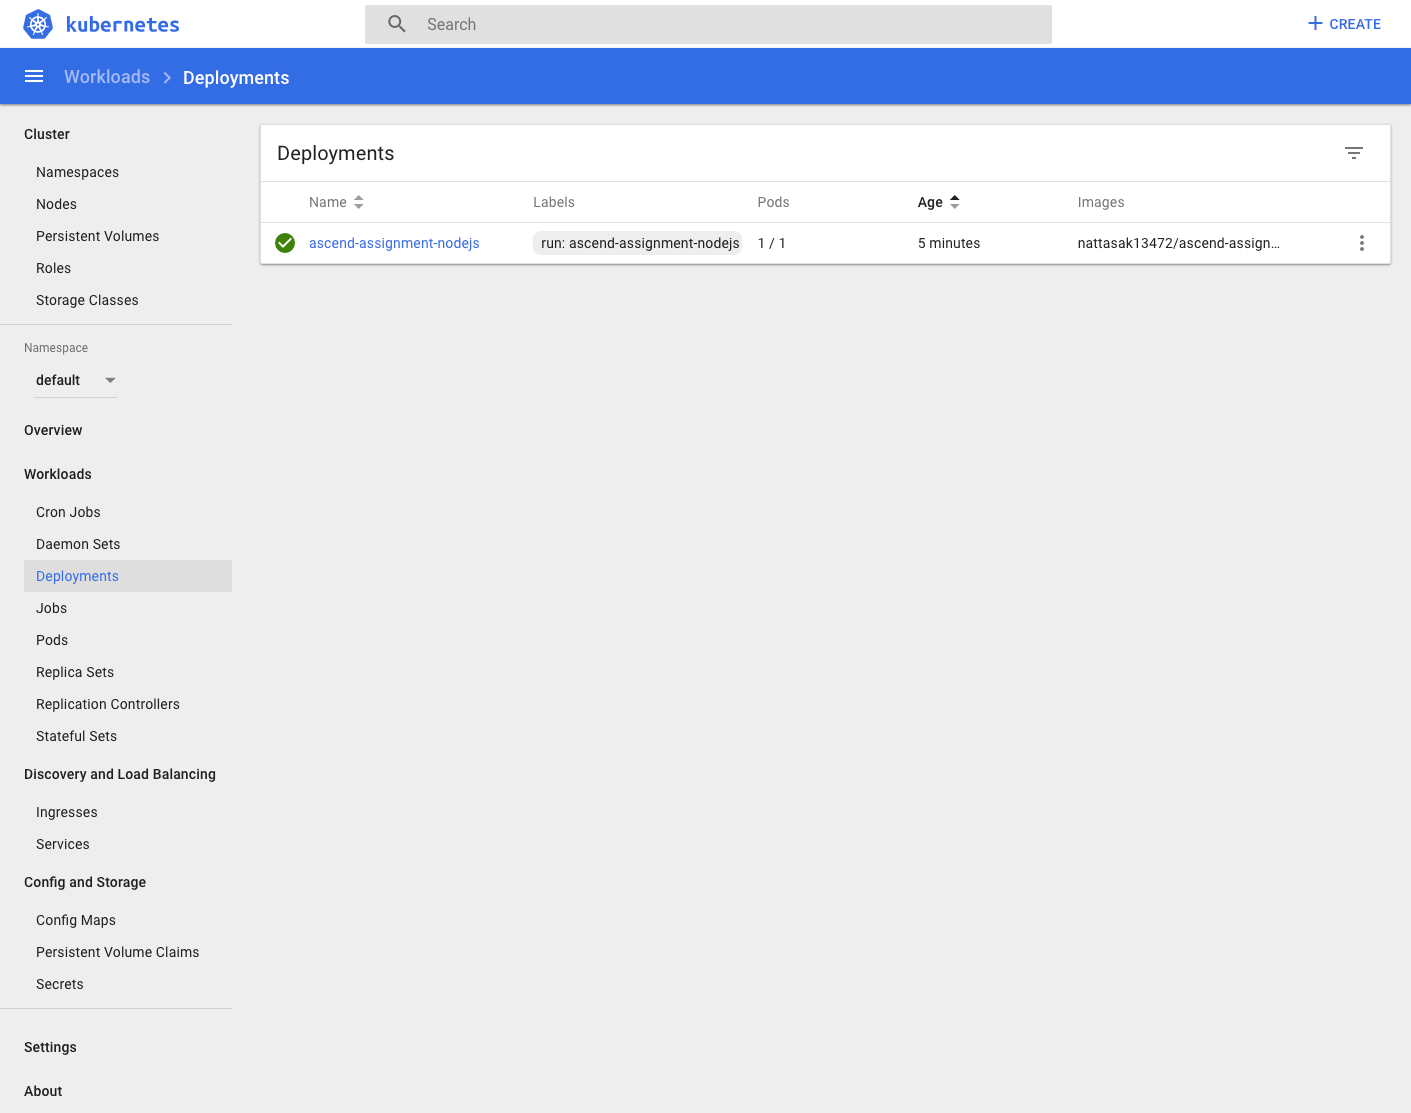 kubernetes
Search
CREATE
Workloads > Deployments
Cluster
Namespaces
Nodes
Persistent Volumes
Roles
Storage Classes
Namespace
default
Overview
Workloads
Cron Jobs
Daemon Sets
Deployments
Jobs
Pods
Replica Sets
Replication Controllers
Stateful Sets
Discovery and Load Balancing
Ingresses
Services
Config and Storage
Config Maps
Persistent Volume Claims
Secrets
Settings
About
Deployments
Name Labels Pods Age Images
ascend-assignment-nodejs run: ascend-assignment-nodejs 1 / 1 5 minutes nattasak13472/ascend-assign…